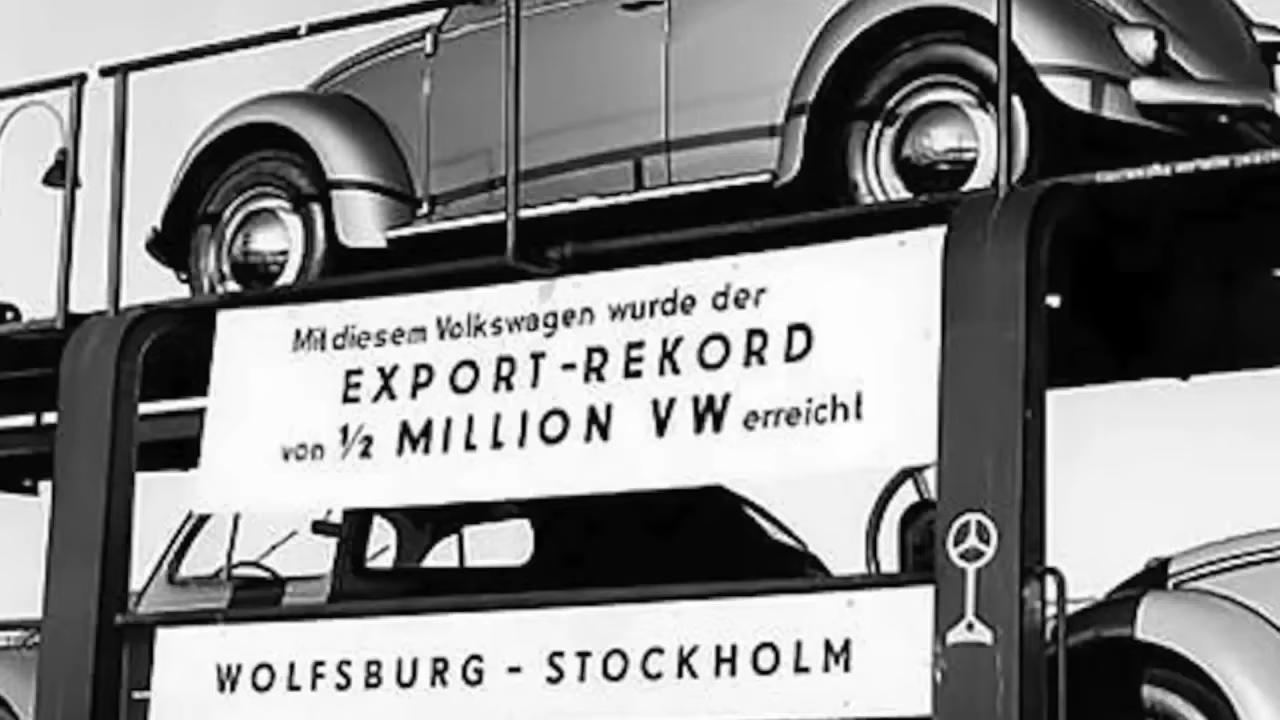 Mit diesem Volkswagen wurde der
EXPORT-REKORD
von ½ MILLION VW erreicht
WOLFSBURG - STOCKHOLM